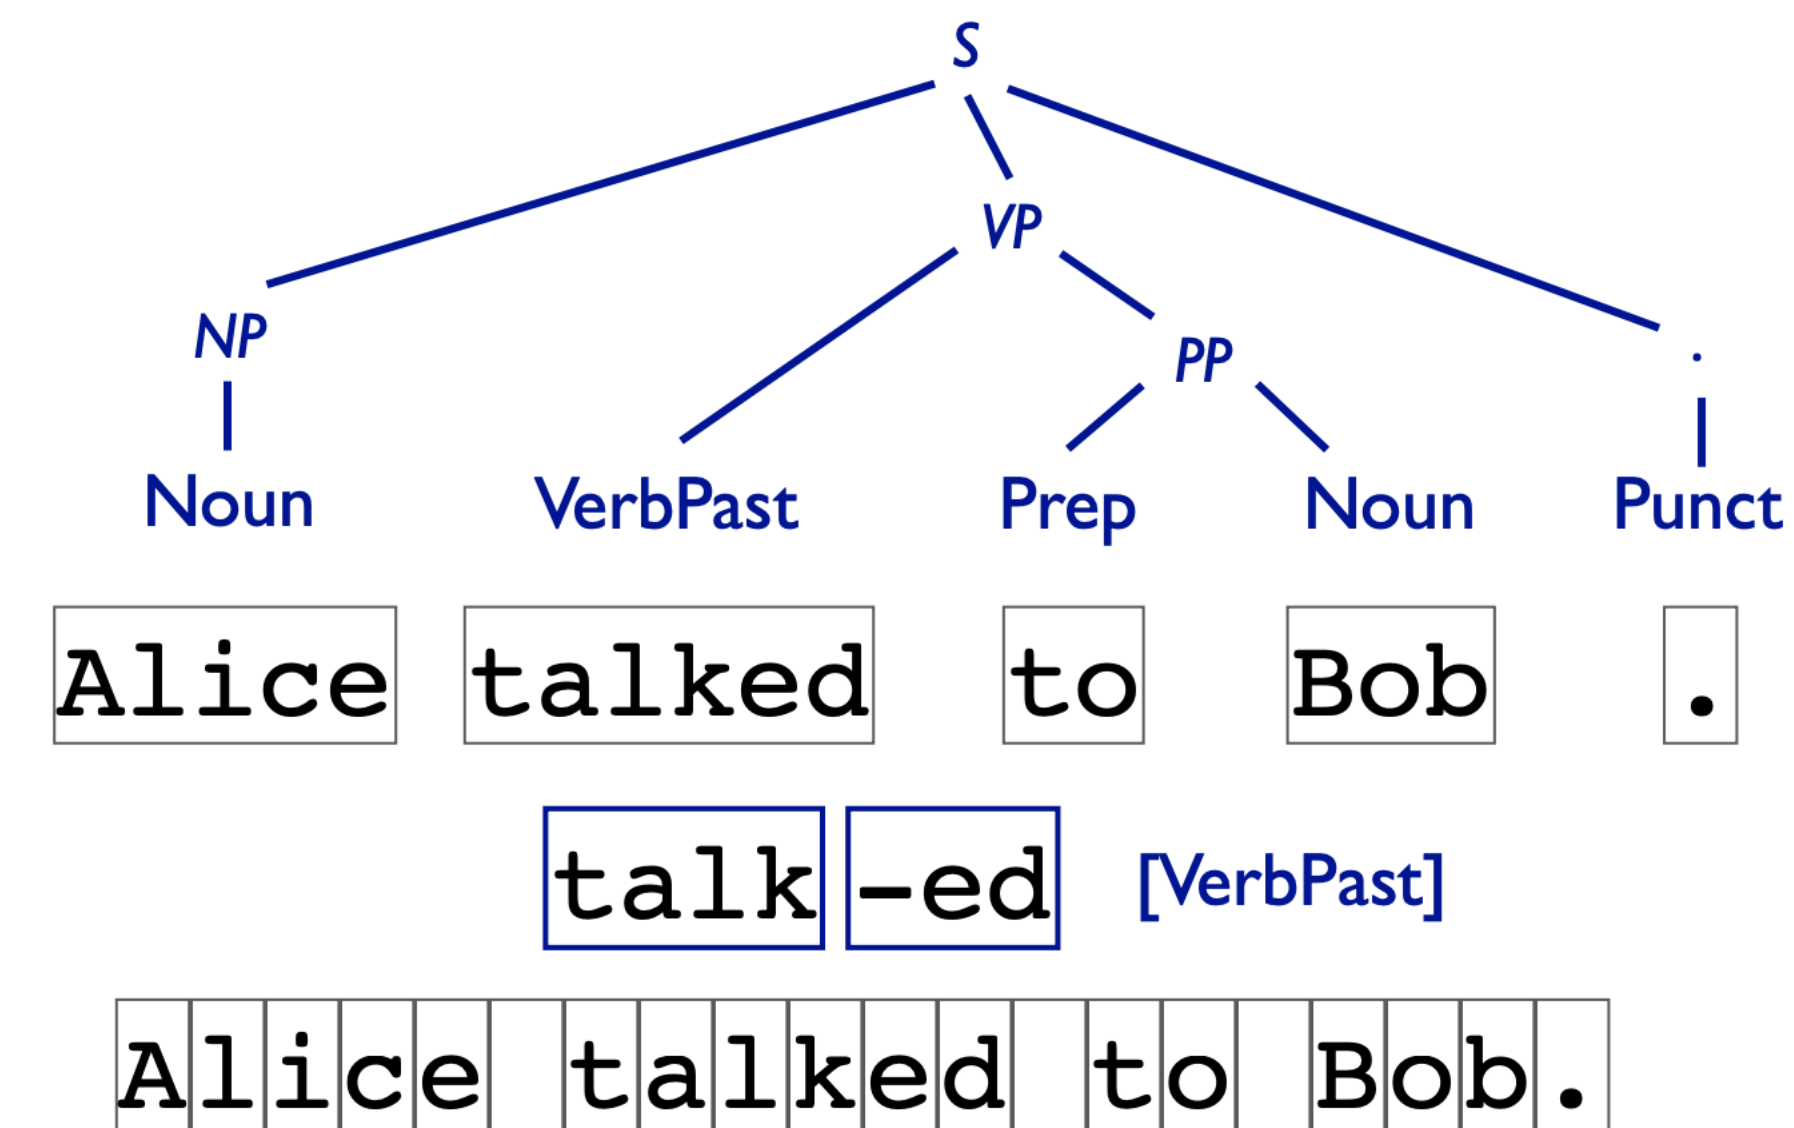 S
VP
NP
PP
.
Noun VerbPast Prep Noun Punct
Alice talked to Bob .
talk -ed [VerbPast]
Alice talked to Bob.